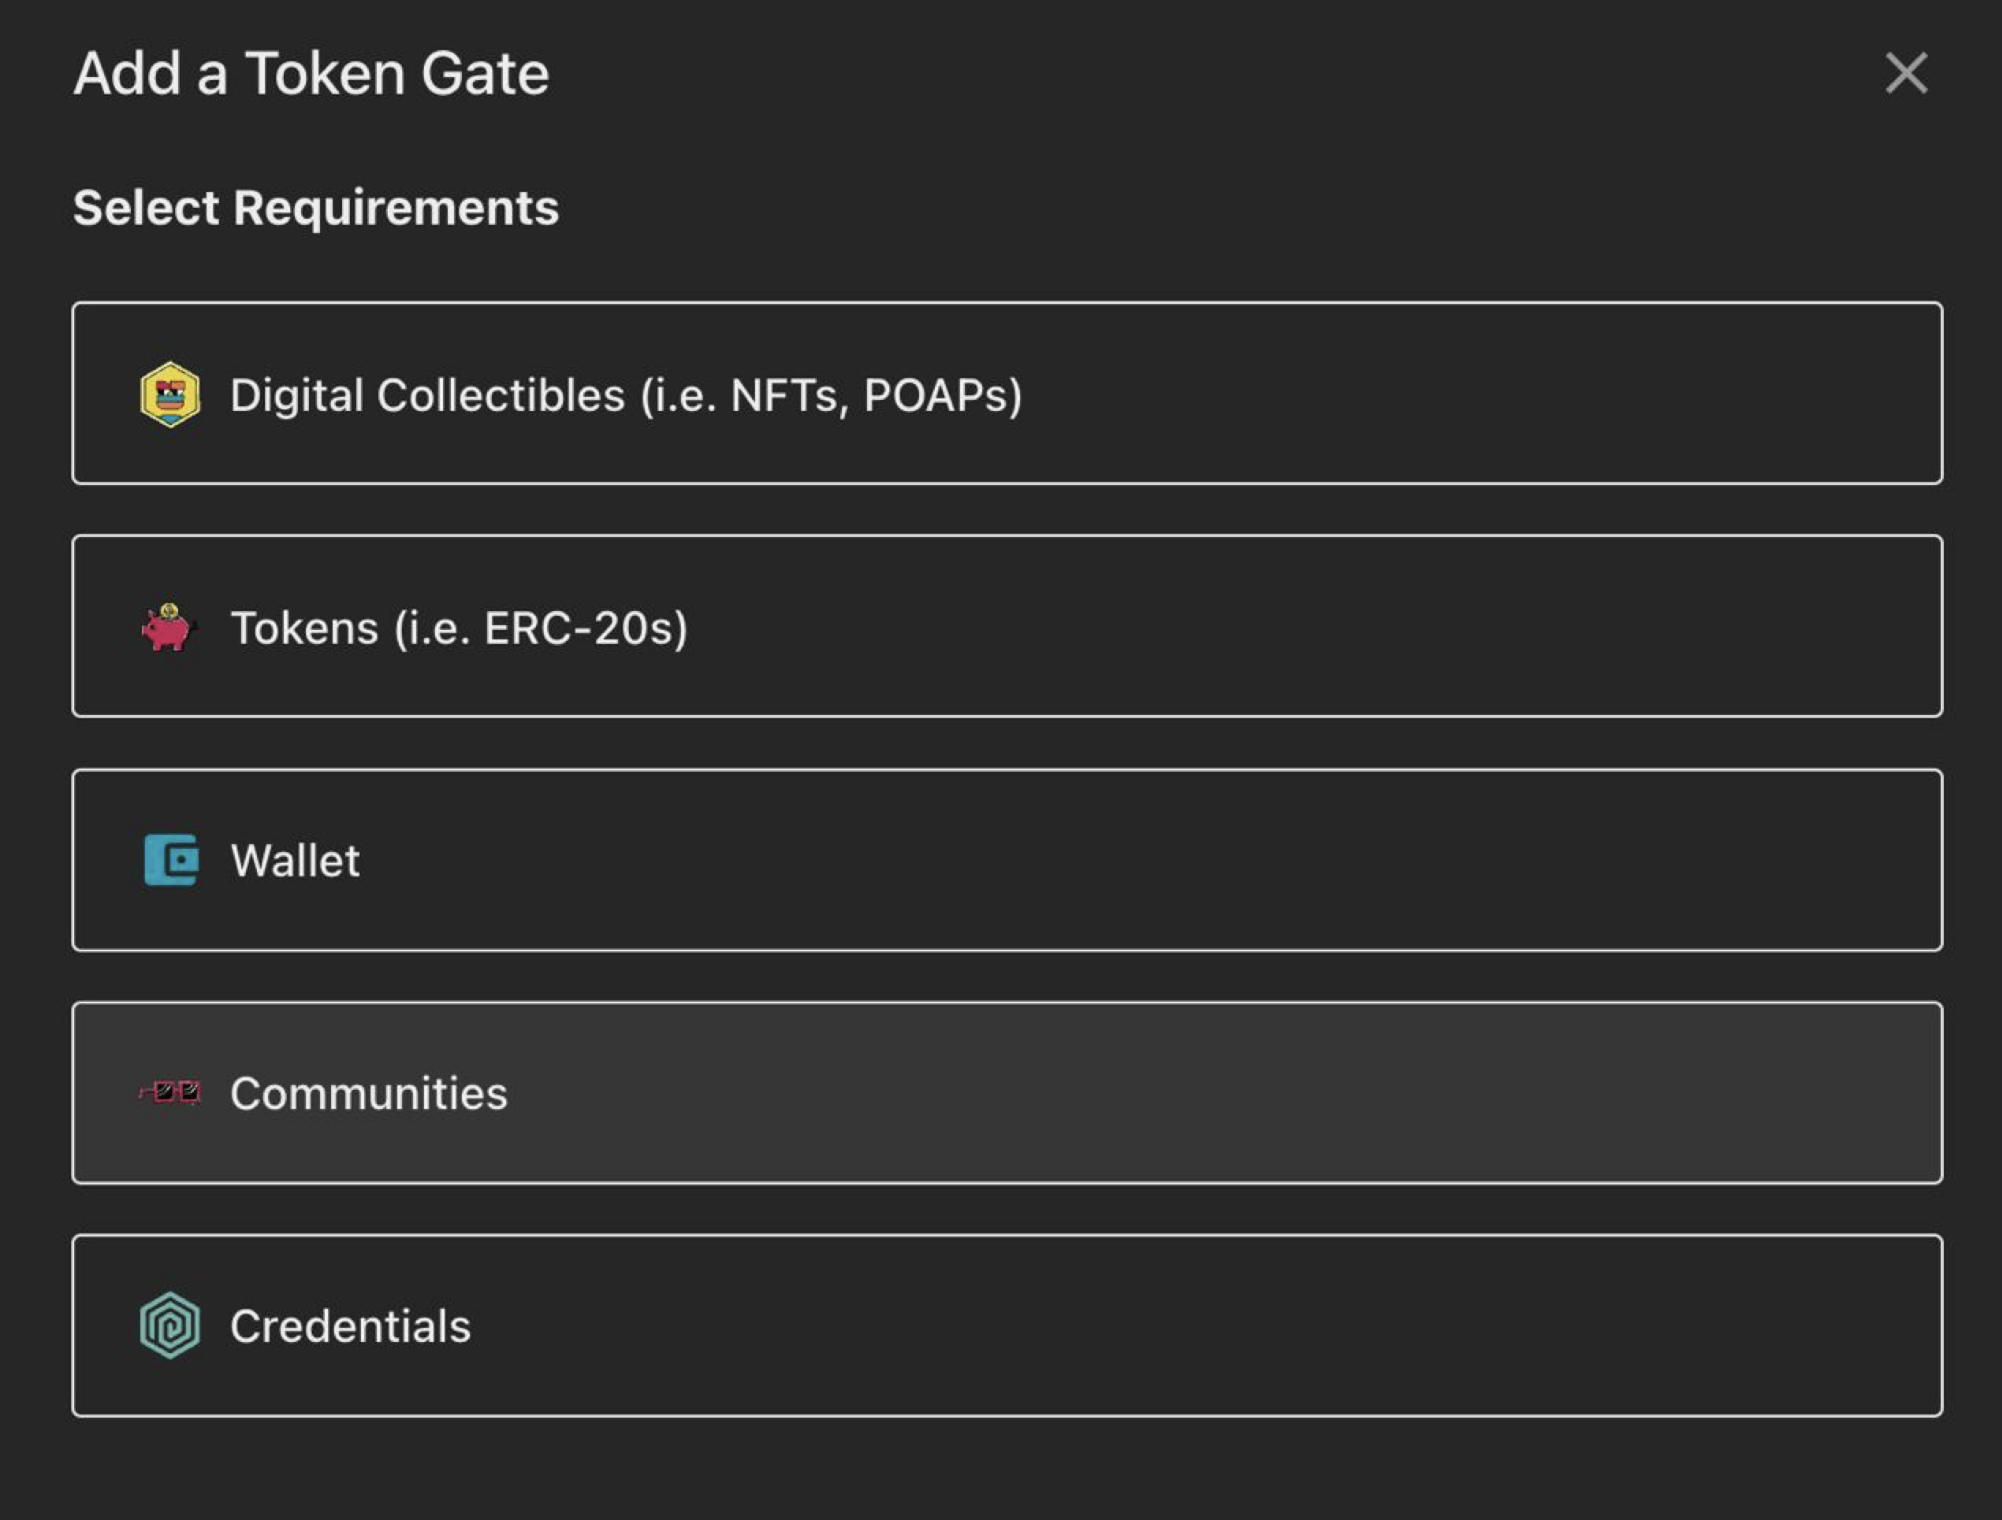 Add a Token Gate
Select Requirements
Digital Collectibles (i.e. NFTs, POAPs)
Tokens (i.e. ERC-20s)
Wallet
Communities
Credentials